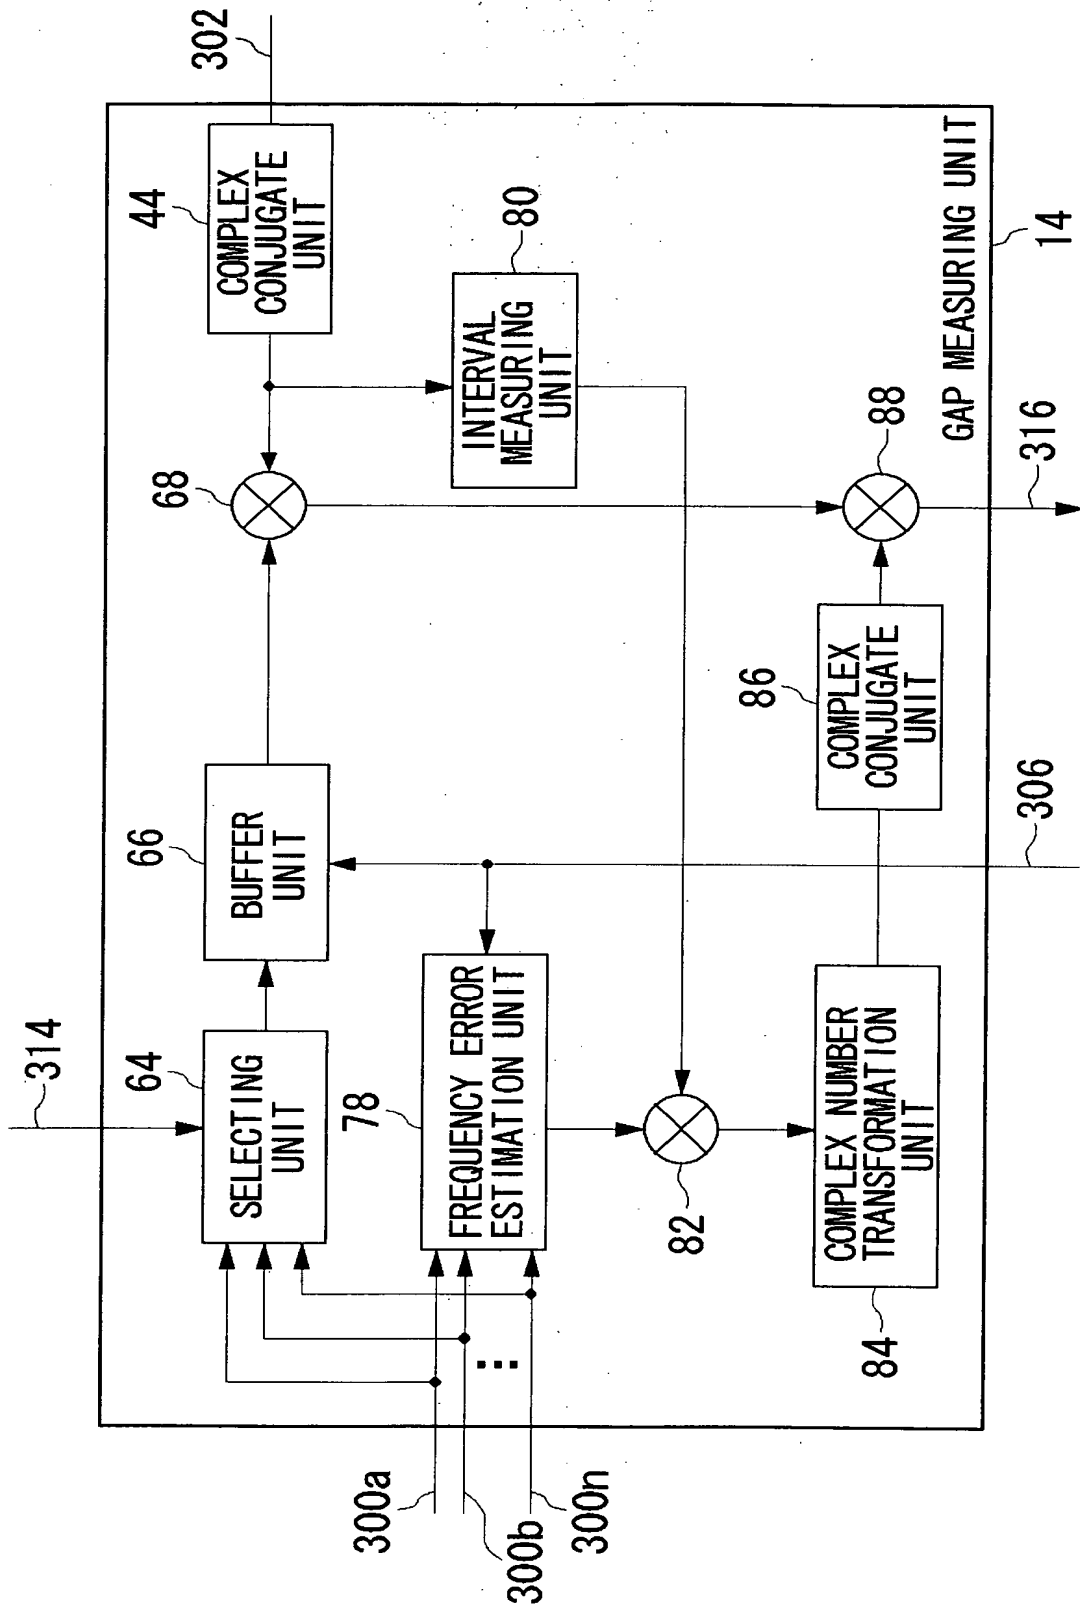 302
44
COMPLEX
CONJUGATE
UNIT
80
INTERVAL
MEASURING
UNIT
68
88
GAP MEASURING UNIT
14
316
86
COMPLEX
CONJUGATE
UNIT
306
66
BUFFER
UNIT
314
64
SELECTING
UNIT
78
FREQUENCY ERROR
ESTIMATION UNIT
82
COMPLEX NUMBER
TRANSFORMATION
UNIT
84
300a
300b
300n